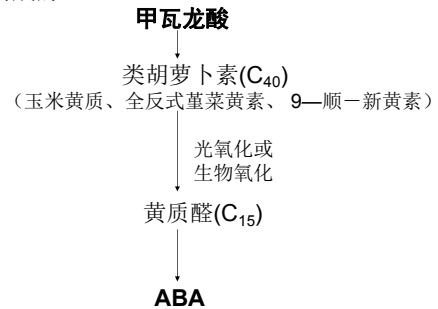 甲瓦龙酸
类胡萝卜素(C40)
（玉米黄质、全反式堇菜黄素、9—顺－新黄素）
光氧化或
生物氧化
黄质醛(C15)
ABA